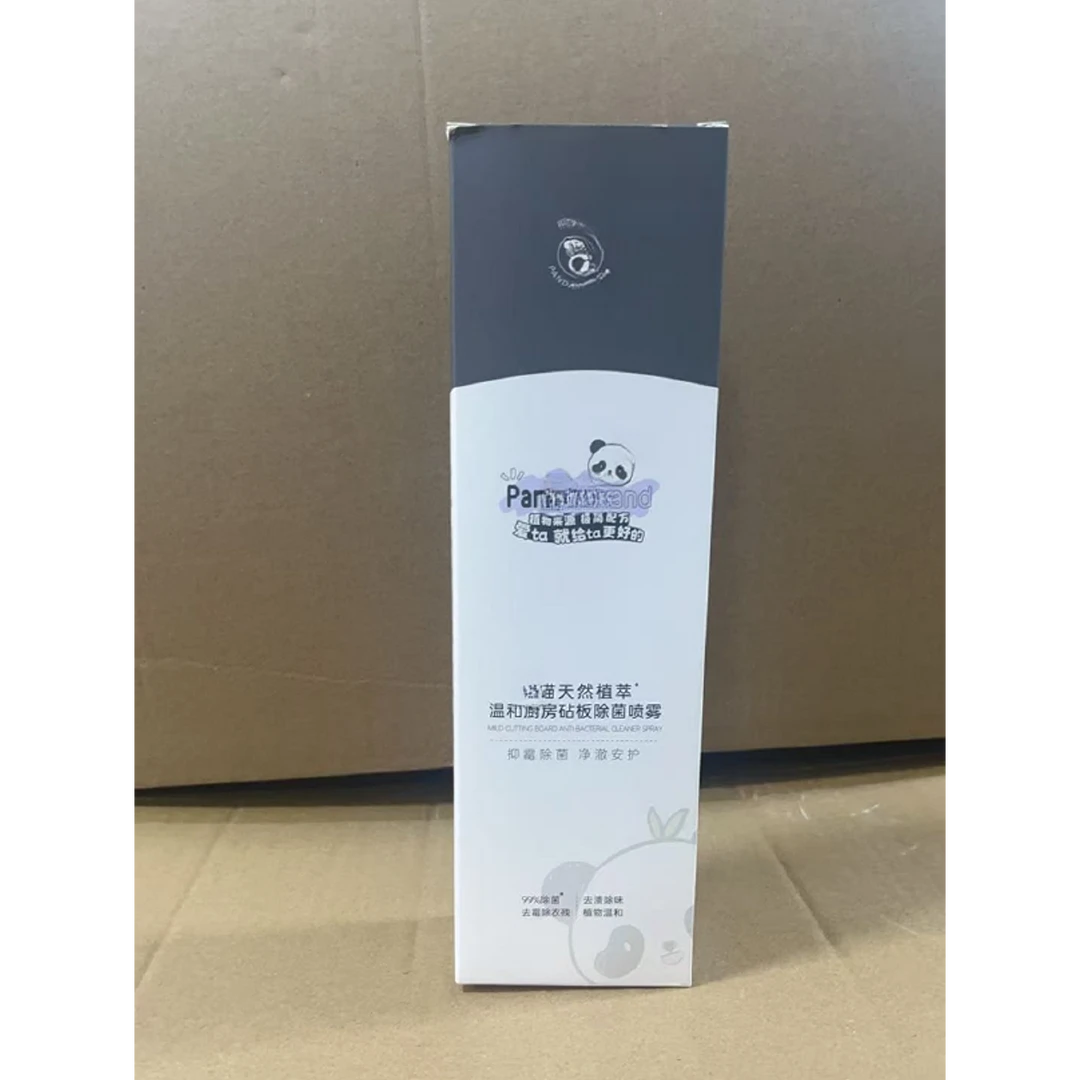 植物来源 极简配方
爱ta 就给ta更好的
喵天然植萃*
温和厨房砧板除菌喷雾
MILD CUTTING BOARD ANTI-BACTERIAL CLEANER SPRAY
抑霉除菌 净澈安护
99%除菌* 去渍除味
去霉除农残 植物温和